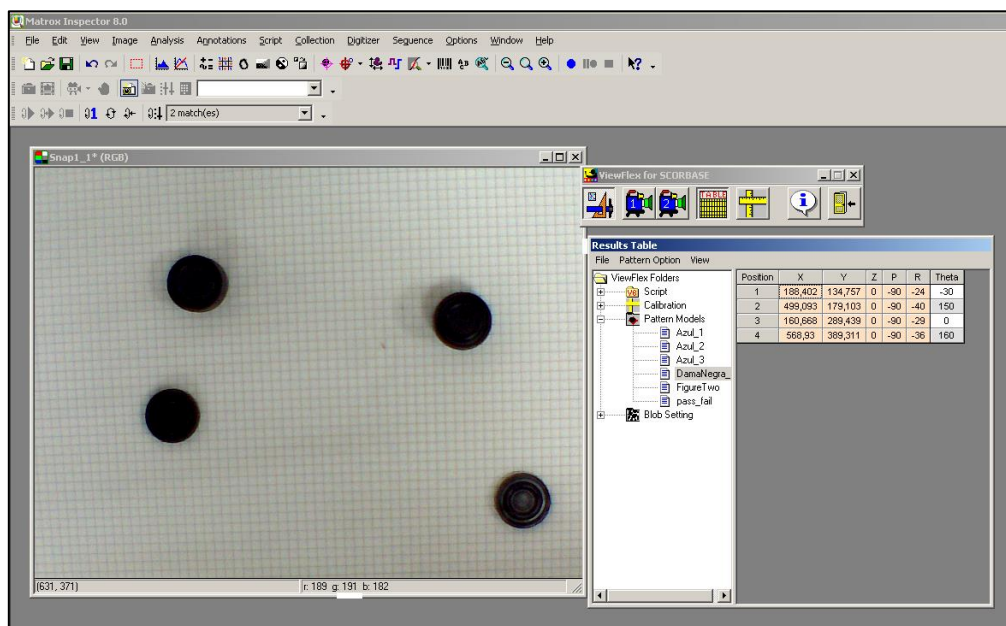 Matrox Inspector 8.0
File Edit View Image Analysis Annotations Script Collection Digitizer Sequence Options Window Help
2 match(es)
Snap1_1* (RGB)
ViewFlex for SCORBASE
1 2 TABLE
Results Table
File Pattern Option View
ViewFlex Folders
Script
Calibration
Pattern Models
Azul_1
Azul_2
Azul_3
DamaNegra_
FigureTwo
pass_fail
Blob Setting
Position X Y Z P R Theta
1 188,402 134,757 0 -90 -24 -30
2 499,093 179,103 0 -90 -40 150
3 160,668 289,439 0 -90 -29 0
4 568,93 389,311 0 -90 -36 160
(631, 371) r: 189 g: 191 b: 182